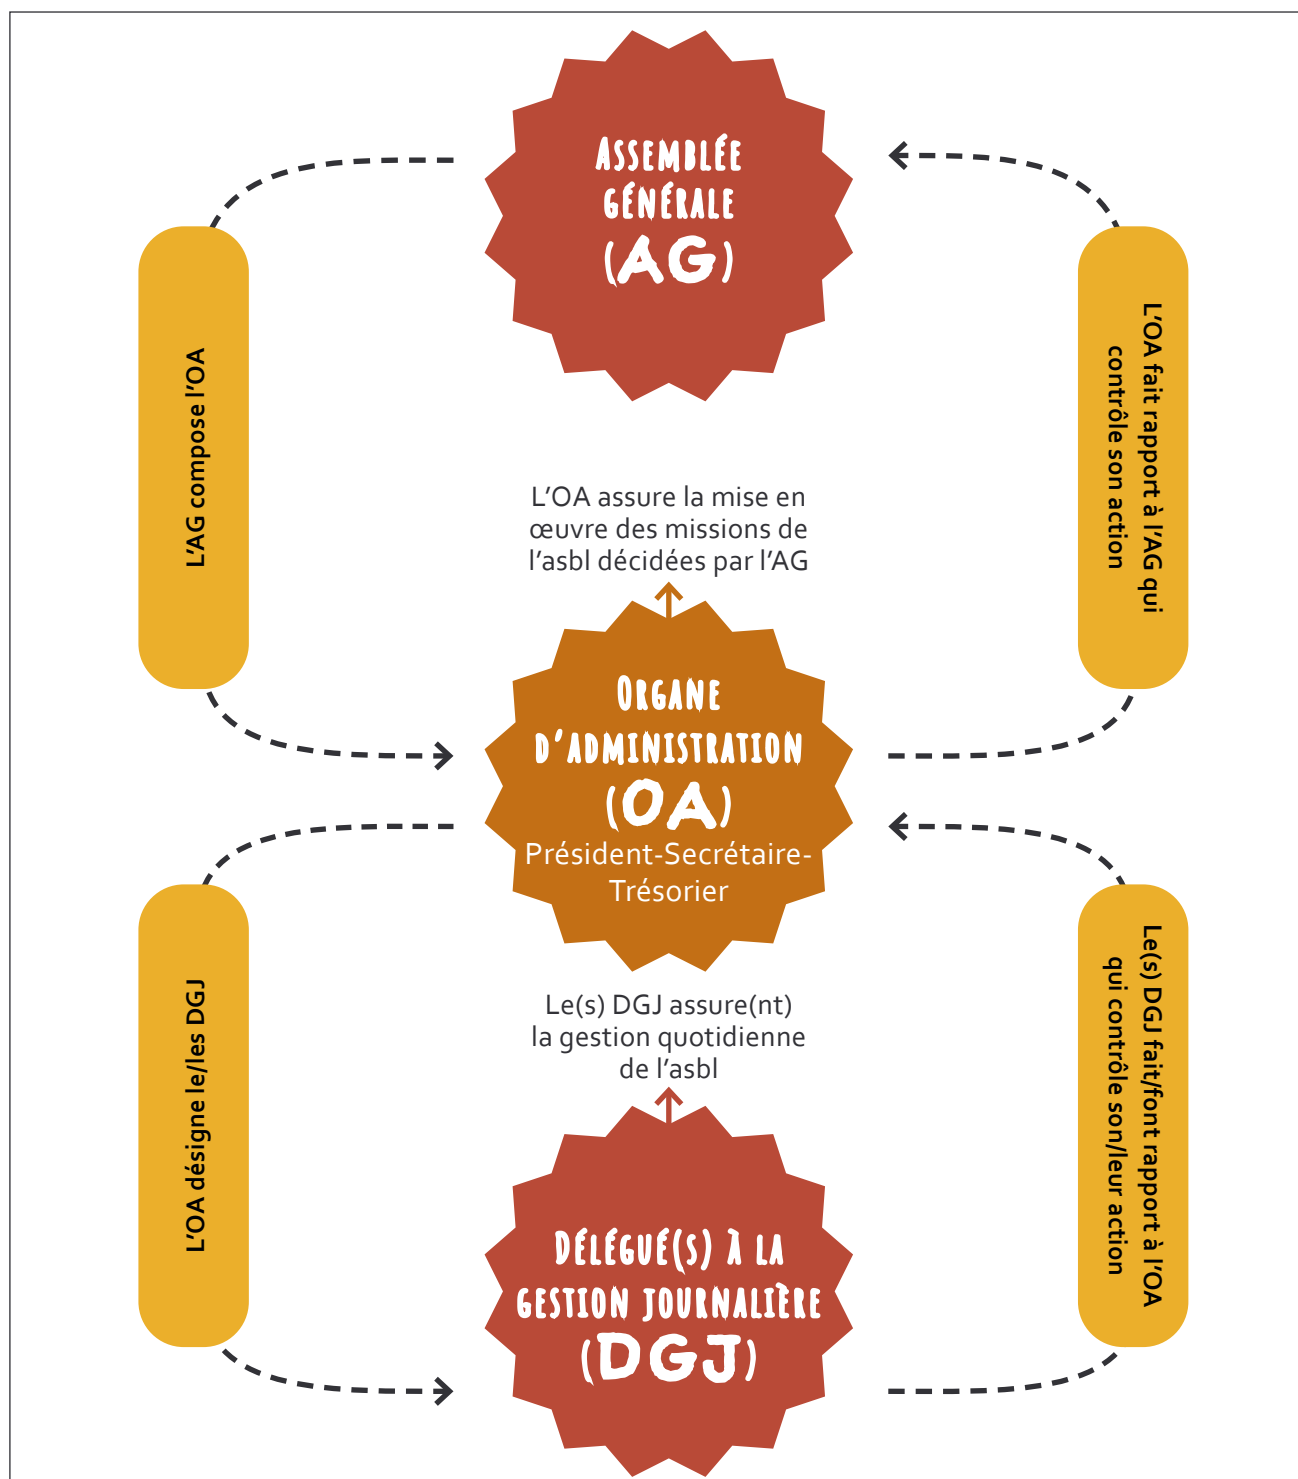 ASSEMBLÉE
GÉNÉRALE
(AG)
L'AG compose l'OA
L'OA fait rapport à l'AG qui
contrôle son action
L'OA assure la mise en
œuvre des missions de
l'asbl décidées par l'AG
ORGANE
D'ADMINISTRATION
(OA)
Président-Secrétaire-
Trésorier
L'OA désigne le/les DGJ
Le(s) DGJ fait/font rapport à l'OA
qui contrôle son/leur action
Le(s) DGJ assure(nt)
la gestion quotidienne
de l'asbl
DÉLÉGUÉ(S) À LA
GESTION JOURNALIÈRE
(DGJ)